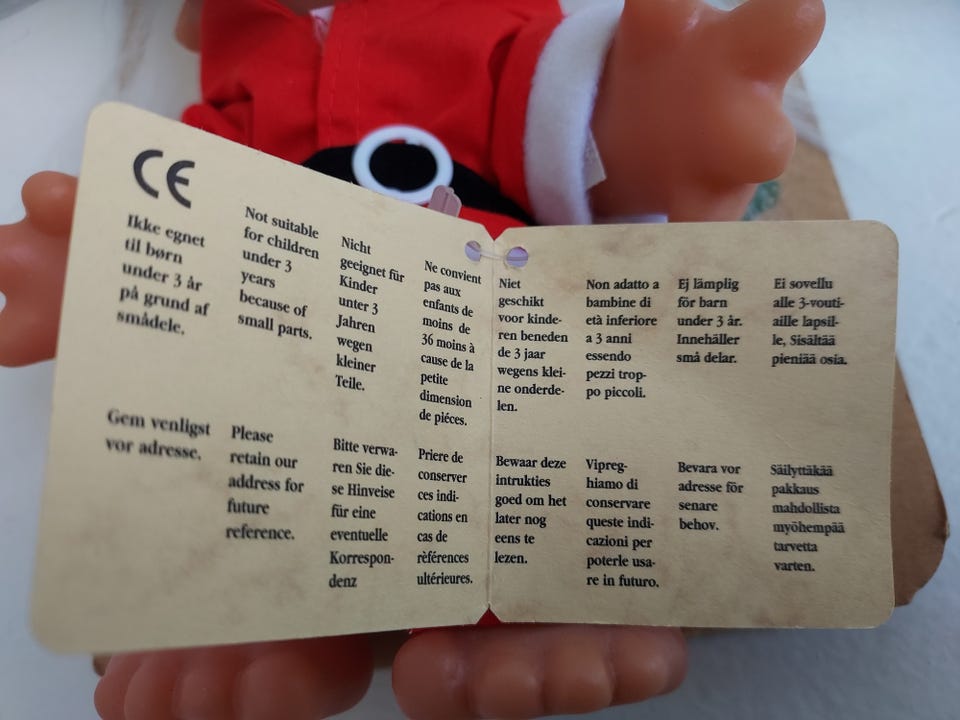 CE
Ikke egnet
til børn
under 3 år
på grund af
smådele.
Not suitable
for children
under 3
years
because of
small parts.
Nicht
geeignet für
Kinder
unter 3
Jahren
wegen
kleiner
Teile.
Ne convient
pas aux
enfants de
moins de
36 moins à
cause de la
petite
dimension
de piéces.
Niet
geschikt
voor kinde-
ren beneden
de 3 jaar
wegens klei-
ne onderde-
len.
Non adatto a
bambine di
età inferiore
a 3 anni
essendo
pezzi trop-
po piccoli.
Ej lämplig
för barn
under 3 år.
Innehäller
små delar.
Ei sovellu
alle 3-vouti-
aille lapsil-
le, Sisältää
pieniiä osia.
Gem venligst
vor adresse.
Please
retain our
address for
future
reference.
Bitte verwa-
ren Sie die-
se Hinveise
für eine
eventuelle
Korrespon-
denz
Priere de
conserver
ces indi-
cations en
cas de
rèférences
ultérieures.
Bewaar deze
intrukties
goed om het
later nog
eens te
lezen.
Vipreg-
hiamo di
conservare
queste indi-
cazioni per
poterle usa-
re in futuro.
Bevara vor
adresse för
senare
behov.
Säilyttäkää
pakkaus
mahdollista
myöhempää
tarvetta
varten.